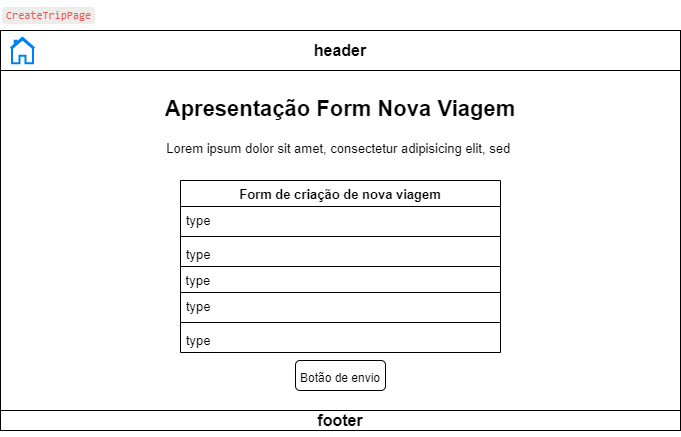 CreateTripPage
header
Apresentação Form Nova Viagem
Lorem ipsum dolor sit amet, consectetur adipisicing elit, sed
Form de criação de nova viagem
type
type
type
type
type
Botão de envio
footer